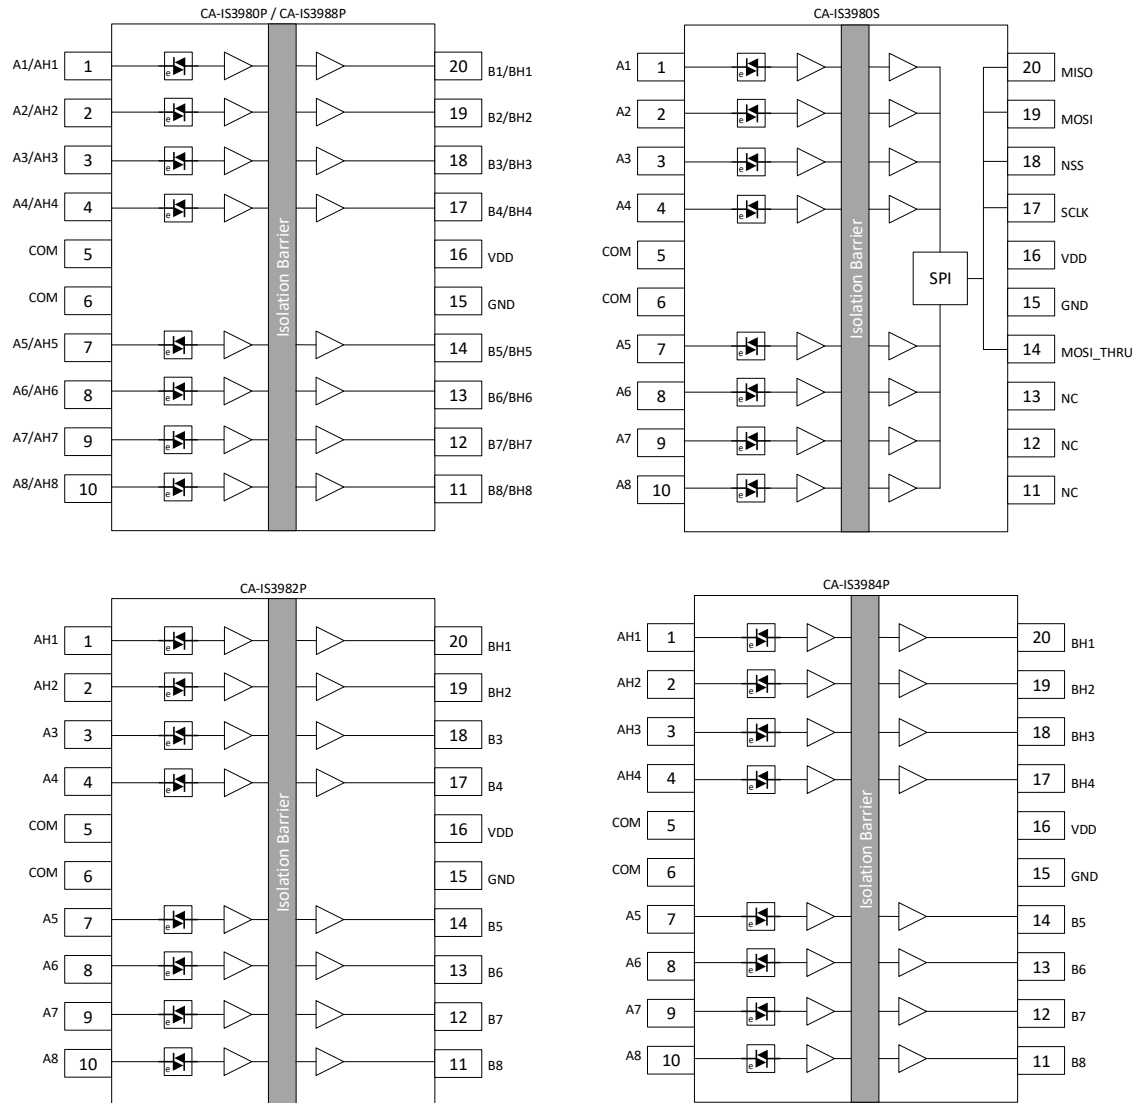 CA-IS3980P / CA-IS3988P
A1/AH1 1 20 B1/BH1
A2/AH2 2 19 B2/BH2
A3/AH3 3 18 B3/BH3
A4/AH4 4 17 B4/BH4
COM 5 16 VDD
COM 6 15 GND
A5/AH5 7 14 B5/BH5
A6/AH6 8 13 B6/BH6
A7/AH7 9 12 B7/BH7
A8/AH8 10 11 B8/BH8
Isolation Barrier
e
e
e
e
e
e
e
e
CA-IS3980S
A1 1 20 MISO
A2 2 19 MOSI
A3 3 18 NSS
A4 4 17 SCLK
COM 5 16 VDD
COM 6 15 GND
A5 7 14 MOSI_THRU
A6 8 13 NC
A7 9 12 NC
A8 10 11 NC
Isolation Barrier
SPI
e
e
e
e
e
e
e
e
CA-IS3982P
AH1 1 20 BH1
AH2 2 19 BH2
A3 3 18 B3
A4 4 17 B4
COM 5 16 VDD
COM 6 15 GND
A5 7 14 B5
A6 8 13 B6
A7 9 12 B7
A8 10 11 B8
Isolation Barrier
e
e
e
e
e
e
e
e
CA-IS3984P
AH1 1 20 BH1
AH2 2 19 BH2
AH3 3 18 BH3
AH4 4 17 BH4
COM 5 16 VDD
COM 6 15 GND
A5 7 14 B5
A6 8 13 B6
A7 9 12 B7
A8 10 11 B8
Isolation Barrier
e
e
e
e
e
e
e
e